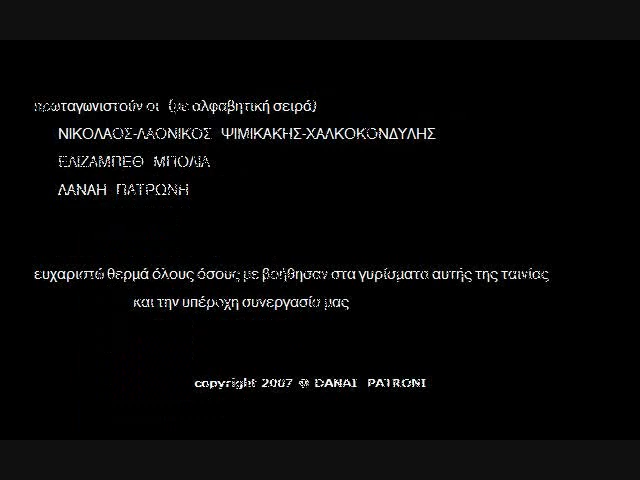 πρωταγωνιστούν οι (με αλφαβητική σειρά)
ΝΙΚΟΛΑΟΣ-ΛΑΟΝΙΚΟΣ ΨΙΜΙΚΑΚΗΣ-ΧΑΛΚΟΚΟΝΔΥΛΗΣ
ΕΛΙΖΑΜΠΕΘ ΜΠΟΛΙΑ
ΔΑΝΑΗ ΠΑΤΡΩΝΗ
ευχαριστώ θερμά όλους όσους με βοήθησαν στα γυρίσματα αυτής της ταινίας
και την υπέροχη συνεργασία μας
copyright 2007 @ DANAI PATRONI